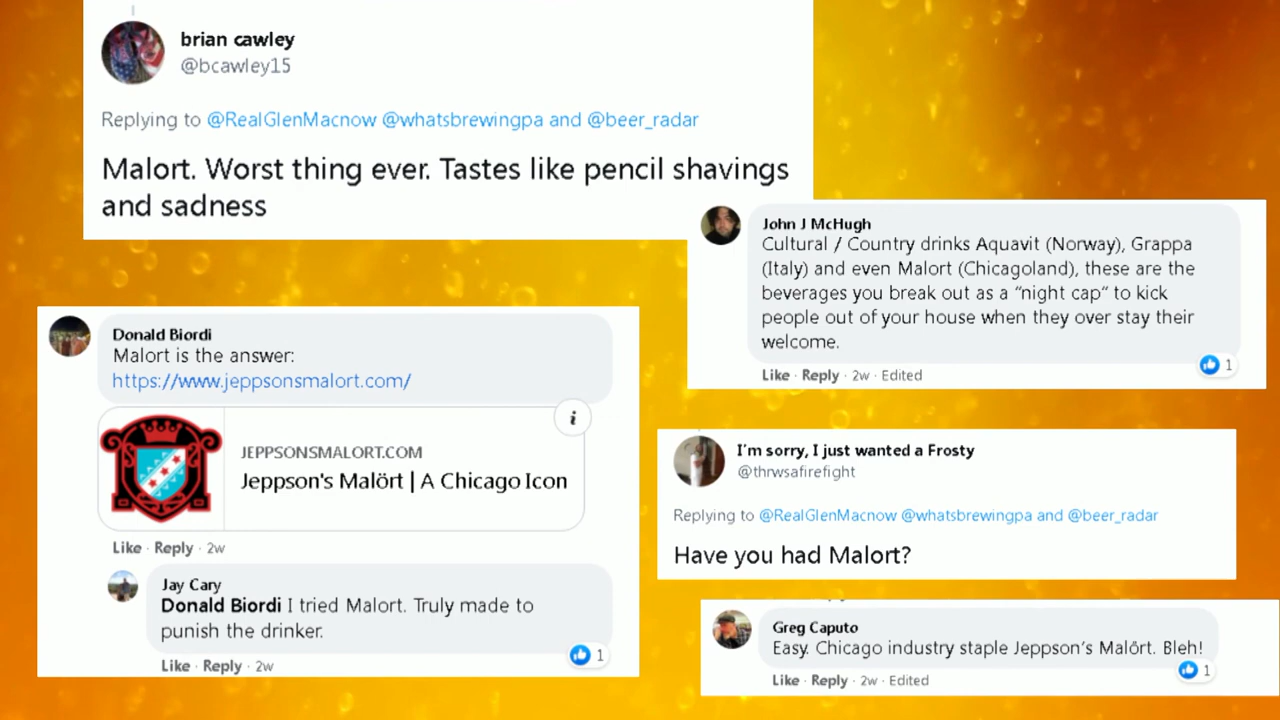 brian cawley
@bcawley15
Replying to @RealGlenMacnow @whatsbrewingpa and @beer_radar
Malort. Worst thing ever. Tastes like pencil shavings
and sadness
John J McHugh
Cultural / Country drinks Aquavit (Norway), Grappa
(Italy) and even Malort (Chicagoland), these are the
beverages you break out as a "night cap" to kick
people out of your house when they over stay their
welcome.
1
Like · Reply · 2w · Edited
Donald Biordi
Malort is the answer:
https://www.jeppsonsmalort.com/
i
JEPPSONSMALORT.COM
Jeppson's Malört | A Chicago Icon
Like · Reply · 2w
Jay Cary
Donald Biordi I tried Malort. Truly made to
punish the drinker.
1
Like · Reply · 2w
I'm sorry, I just wanted a Frosty
@thrwsafirefight
Replying to @RealGlenMacnow @whatsbrewingpa and @beer_radar
Have you had Malort?
Greg Caputo
Easy. Chicago industry staple Jeppson's Malört. Bleh!
1
Like · Reply · 2w · Edited